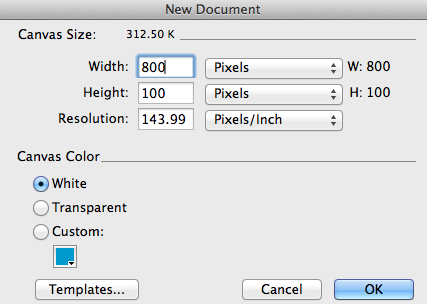 New Document
Canvas Size: 312.50 K
Width: 800 Pixels W: 800
Height: 100 Pixels H: 100
Resolution: 143.99 Pixels/Inch
Canvas Color
White
Transparent
Custom:
Templates... Cancel OK